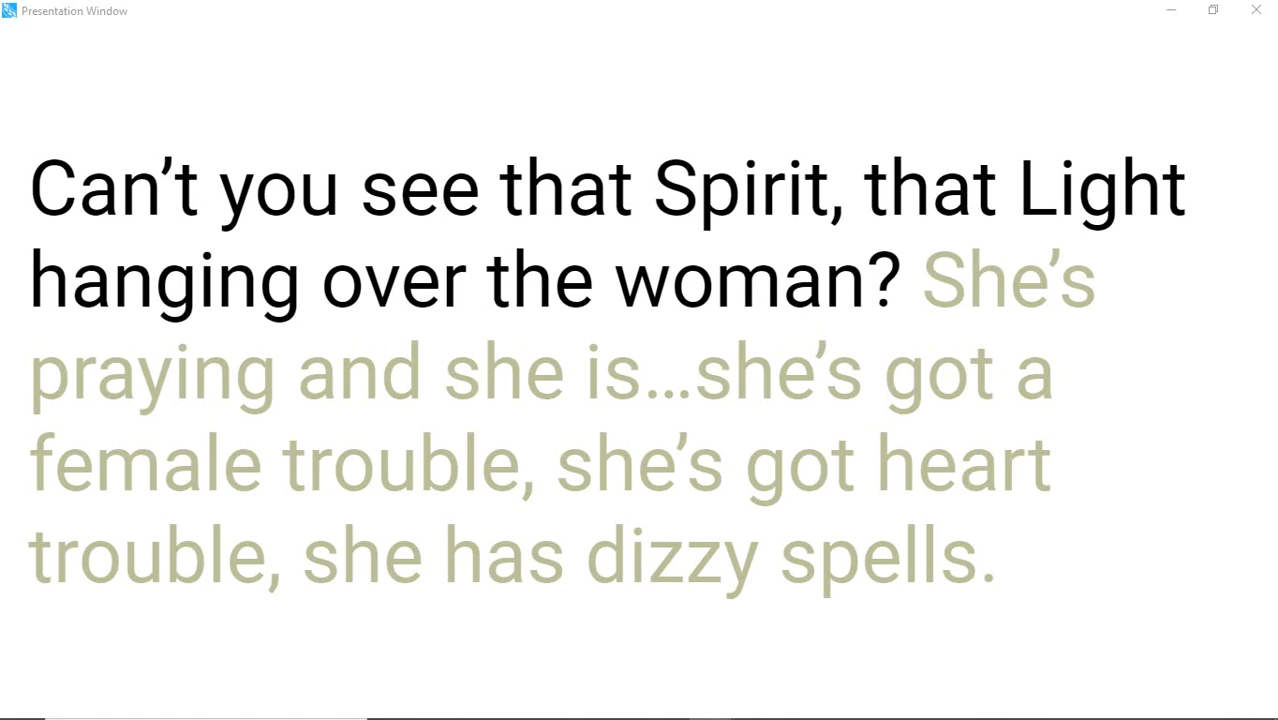 Presentation Window
Can’t you see that Spirit, that Light
hanging over the woman? She’s
praying and she is…she’s got a
female trouble, she’s got heart
trouble, she has dizzy spells.